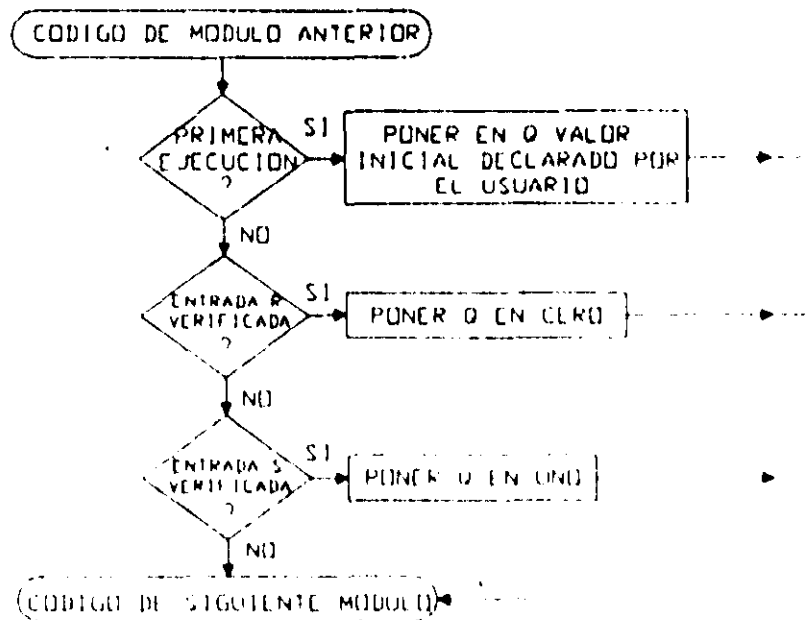 CODIGO DE MODULO ANTERIOR
PRIMERA
EJECUCION
?
SI
PONER EN Q VALOR
INICIAL DECLARADO POR
EL USUARIO
NO
ENTRADA R
VERIFICADA
?
SI
PONER Q EN CERO
NO
ENTRADA S
VERIFICADA
?
SI
PONER Q EN UNO
NO
CODIGO DE SIGUIENTE MODULO